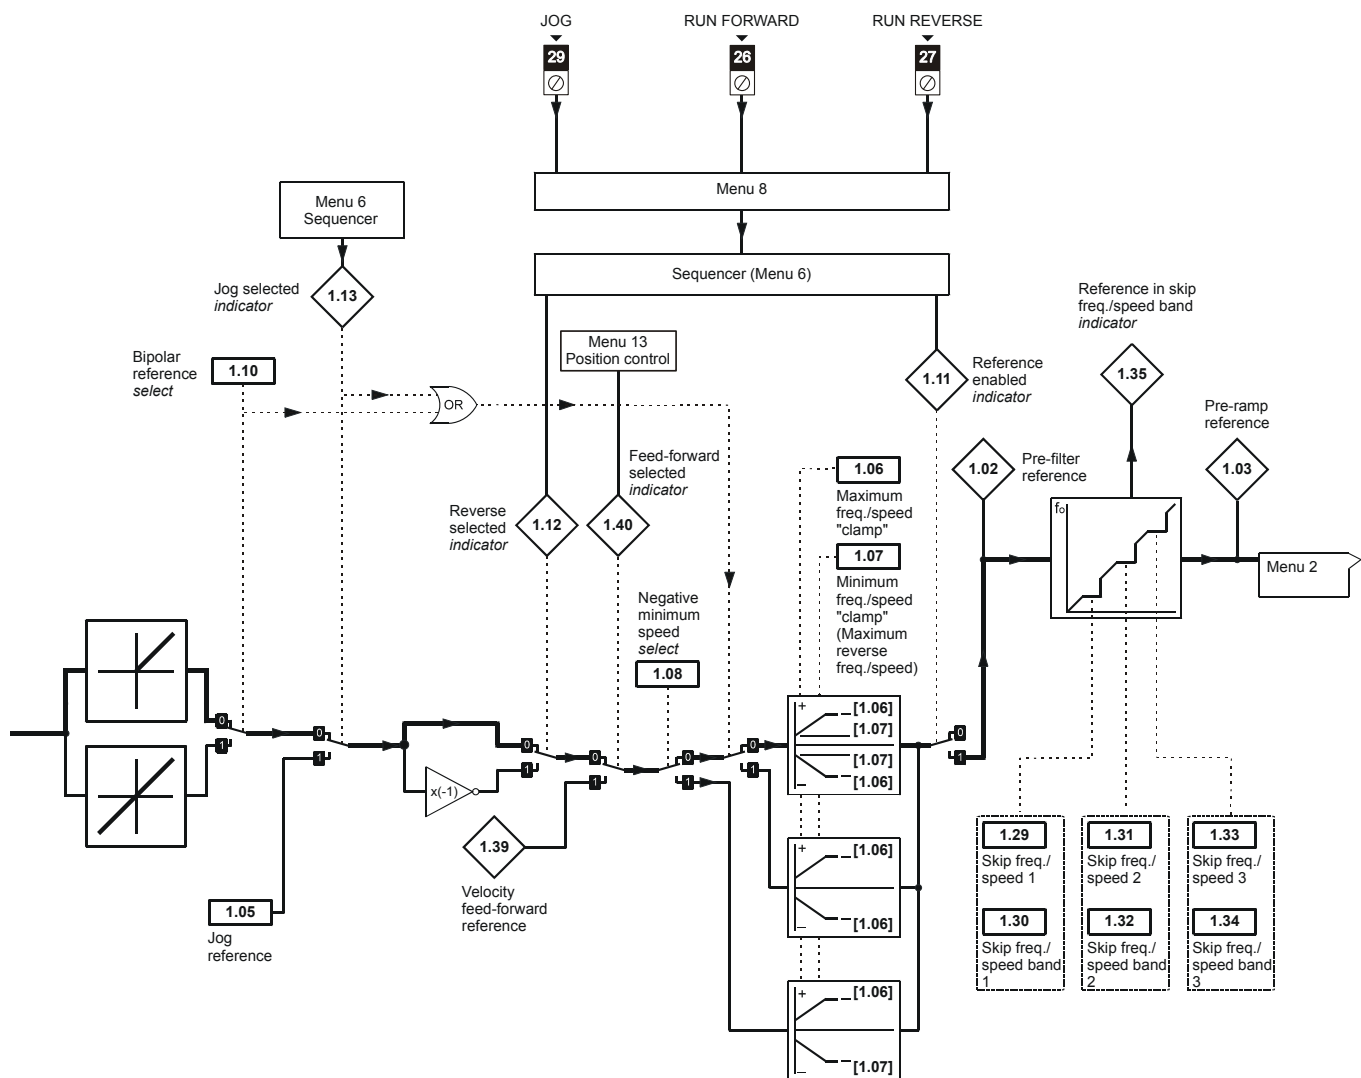 JOG
RUN FORWARD
RUN REVERSE
29
26
27
Menu 8
Menu 6
Sequencer
Sequencer (Menu 6)
Jog selected
indicator
1.13
Reference in skip
freq./speed band
indicator
Menu 13
Position control
Bipolar
reference
select
1.10
1.11
Reference
enabled
indicator
1.35
OR
Pre-ramp
reference
Feed-forward
selected
indicator
1.06
Maximum
freq./speed
"clamp"
1.02
Pre-filter
reference
1.03
Reverse
selected
indicator
1.12
1.40
fo
1.07
Minimum
freq./speed
"clamp"
(Maximum
reverse
freq./speed)
Menu 2
Negative
minimum
speed
select
1.08
0
1
0
1
0
1
0
1
0
1
0
1
0
1
x(-1)
+
[1.06]
[1.07]
[1.07]
[1.06]
–
1.39
Velocity
feed-forward
reference
+
[1.06]
[1.06]
–
1.29
Skip freq./
speed 1
1.30
Skip freq./
speed band
1
1.31
Skip freq./
speed 2
1.32
Skip freq./
speed band
2
1.33
Skip freq./
speed 3
1.34
Skip freq./
speed band
3
1.05
Jog
reference
+
[1.06]
[1.07]
–